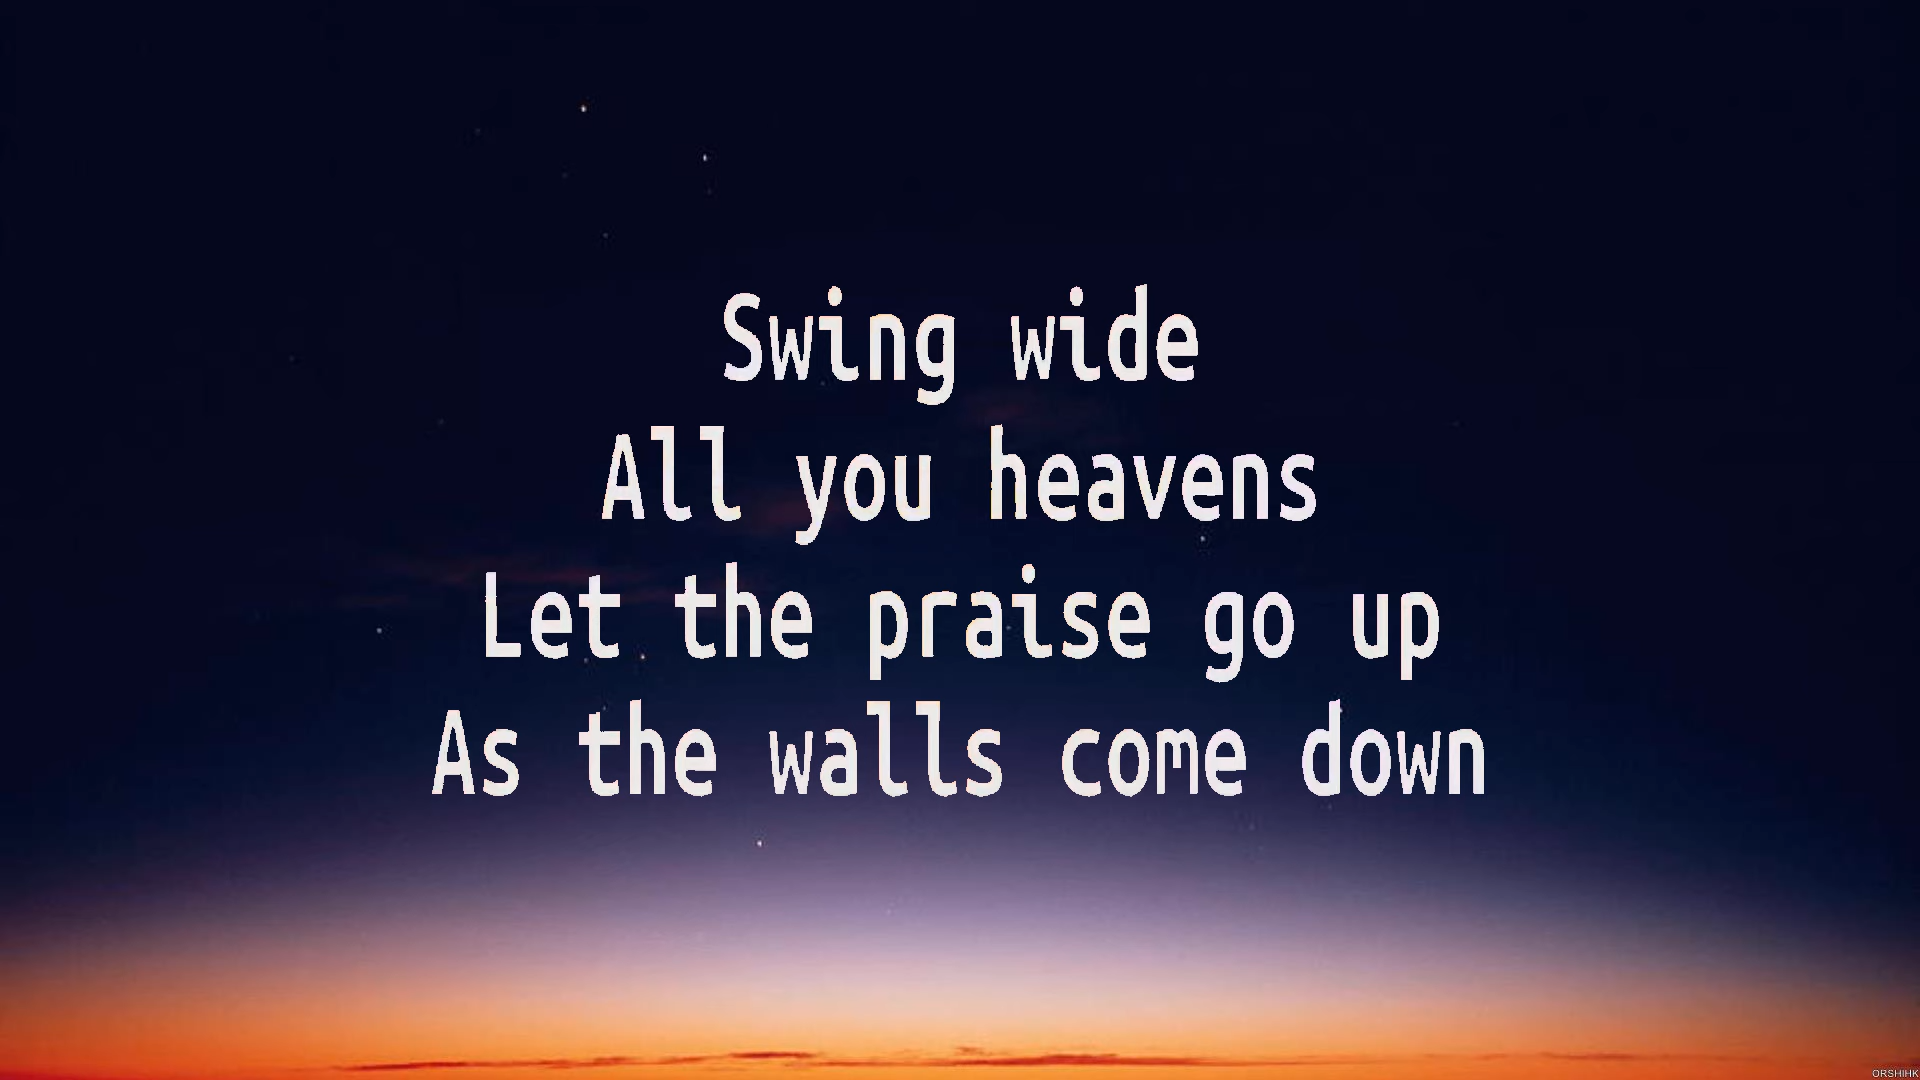 Swing wide
All you heavens
Let the praise go up
As the walls come down
ORSHIHK